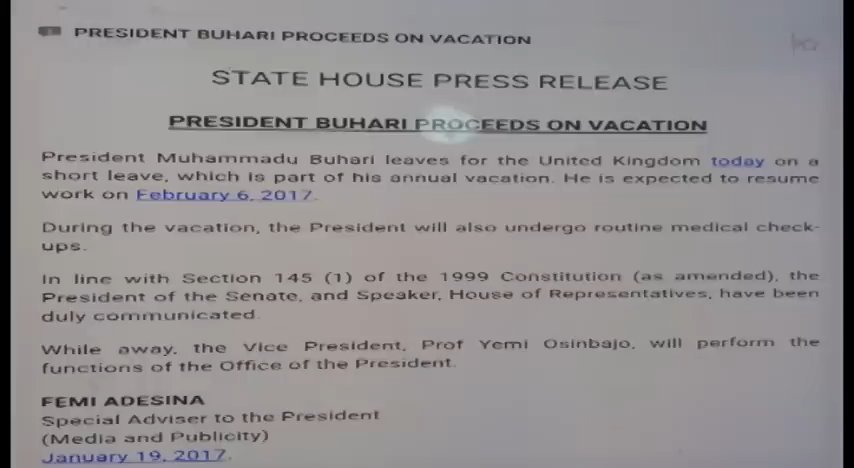 PRESIDENT BUHARI PROCEEDS ON VACATION
STATE HOUSE PRESS RELEASE
PRESIDENT BUHARI PROCEEDS ON VACATION
President Muhammadu Buhari leaves for the United Kingdom today on a
short leave, which is part of his annual vacation. He is expected to resume
work on February 6, 2017.
During the vacation, the President will also undergo routine medical check-
ups.
In line with Section 145 (1) of the 1999 Constitution (as amended), the
President of the Senate, and Speaker, House of Representatives, have been
duly communicated.
While away, the Vice President, Prof Yemi Osinbajo, will perform the
functions of the Office of the President.
FEMI ADESINA
Special Adviser to the President
(Media and Publicity)
January 19, 2017.